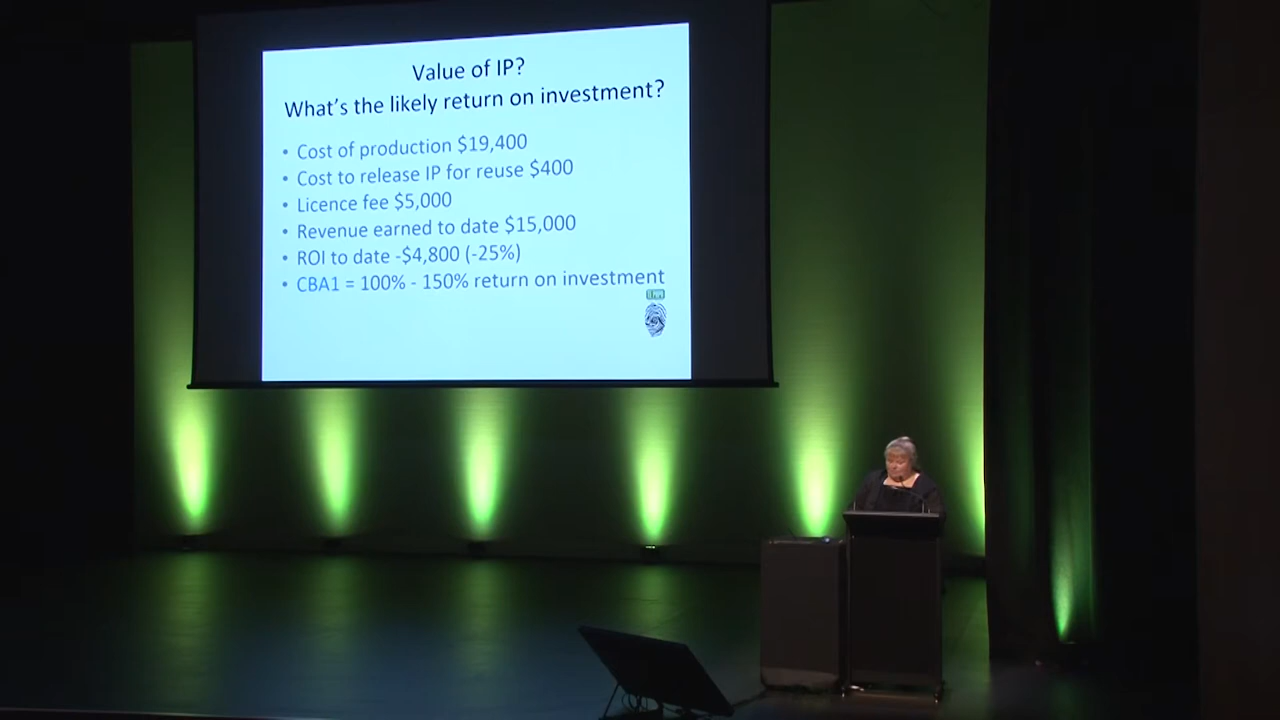 Value of IP?
What's the likely return on investment?
• Cost of production $19,400
• Cost to release IP for reuse $400
• Licence fee $5,000
• Revenue earned to date $15,000
• ROI to date -$4,800 (-25%)
• CBA1 = 100% - 150% return on investment